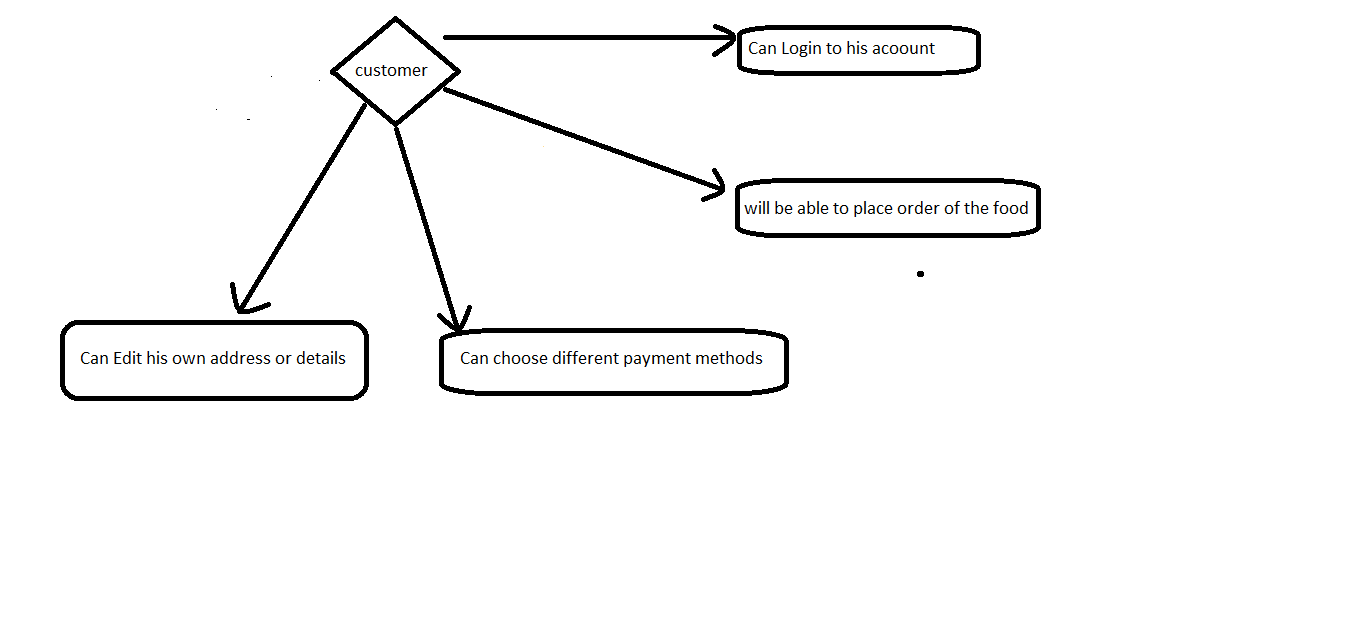 customer
Can Login to his acoount
will be able to place order of the food
Can Edit his own address or details
Can choose different payment methods